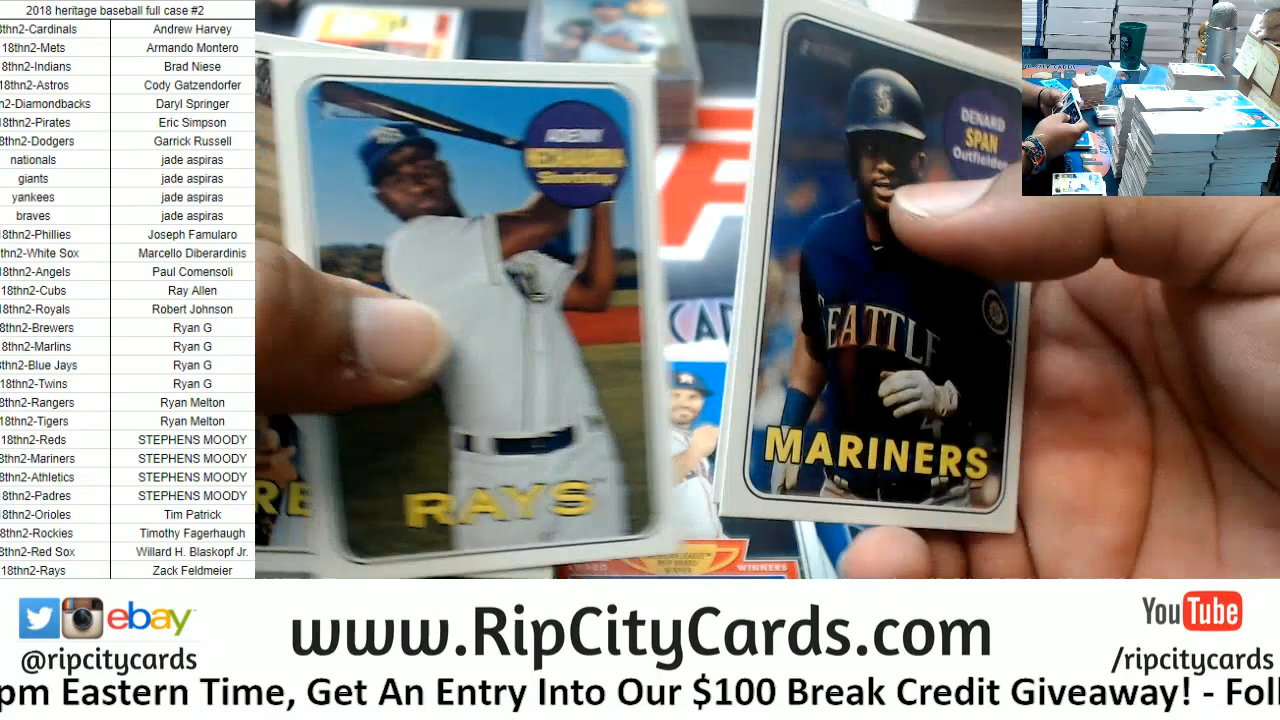 2018 heritage baseball full case #2
8thn2-Cardinals Andrew Harvey
18thn2-Mets Armando Montero
8thn2-Indians Brad Niese
18thn2-Astros Cody Gatzendorfer
n2-Diamondbacks Daryl Springer
18thn2-Pirates Eric Simpson
8thn2-Dodgers Garrick Russell
nationals jade aspiras
giants jade aspiras
yankees jade aspiras
braves jade aspiras
18thn2-Phillies Joseph Famularo
thn2-White Sox Marcello Diberardinis
18thn2-Angels Paul Comensoli
18thn2-Cubs Ray Allen
18thn2-Royals Robert Johnson
8thn2-Brewers Ryan G
18thn2-Marlins Ryan G
8thn2-Blue Jays Ryan G
18thn2-Twins Ryan G
8thn2-Rangers Ryan Melton
18thn2-Tigers Ryan Melton
18thn2-Reds STEPHENS MOODY
8thn2-Mariners STEPHENS MOODY
8thn2-Athletics STEPHENS MOODY
18thn2-Padres STEPHENS MOODY
18thn2-Orioles Tim Patrick
8thn2-Rockies Timothy Fagerhaugh
8thn2-Red Sox Willard H. Blaskopf Jr.
18thn2-Rays Zack Feldmeier
Shortstop
RAYS
DENARD
SPAN
Outfielder
SEATTLE
MARINERS
CAR
WINNERS
ebay
@ripcitycards
www.RipCityCards.com
YouTube
/ripcitycards
pm Eastern Time, Get An Entry Into Our $100 Break Credit Giveaway! - Foll